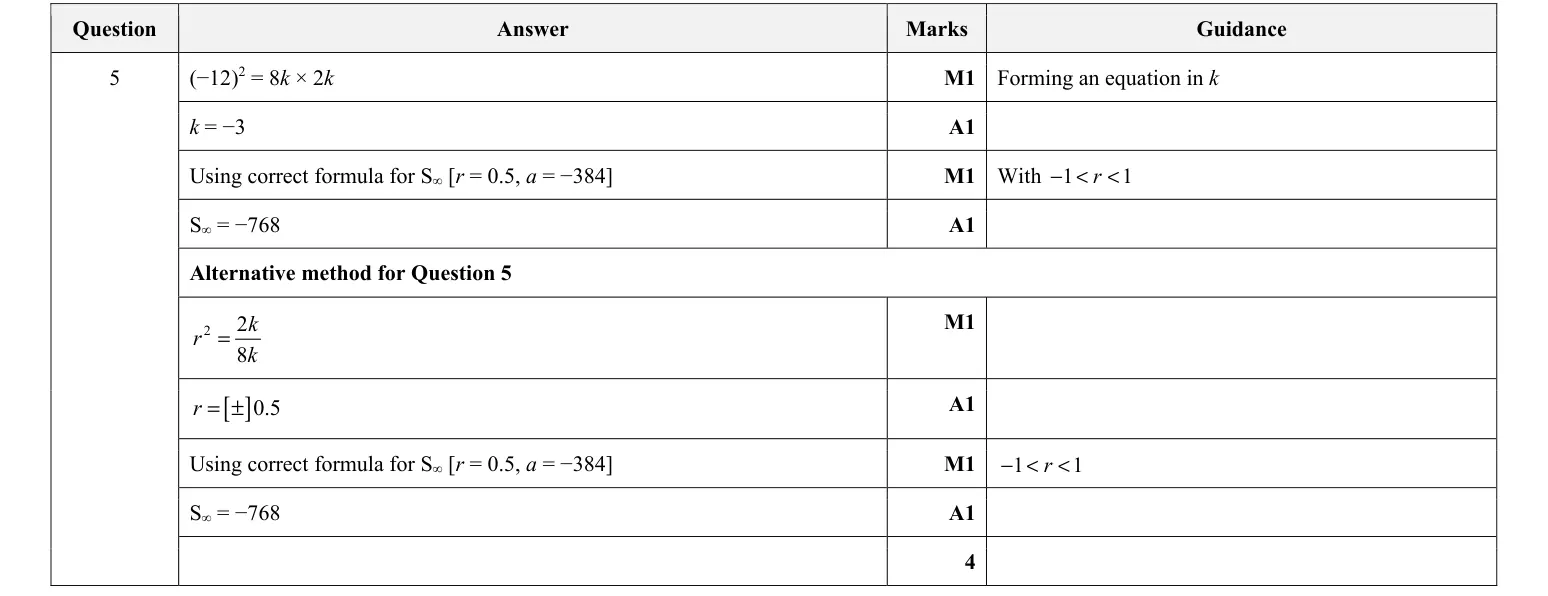 Question Answer Marks Guidance
5 (−12)² = 8k × 2k M1 Forming an equation in k
k = −3 A1
Using correct formula for S∞ [r = 0.5, a = −384] M1 With −1 < r < 1
S∞ = −768 A1
Alternative method for Question 5
r² = 2k/8k M1
r = [±]0.5 A1
Using correct formula for S∞ [r = 0.5, a = −384] M1 −1 < r < 1
S∞ = −768 A1
4